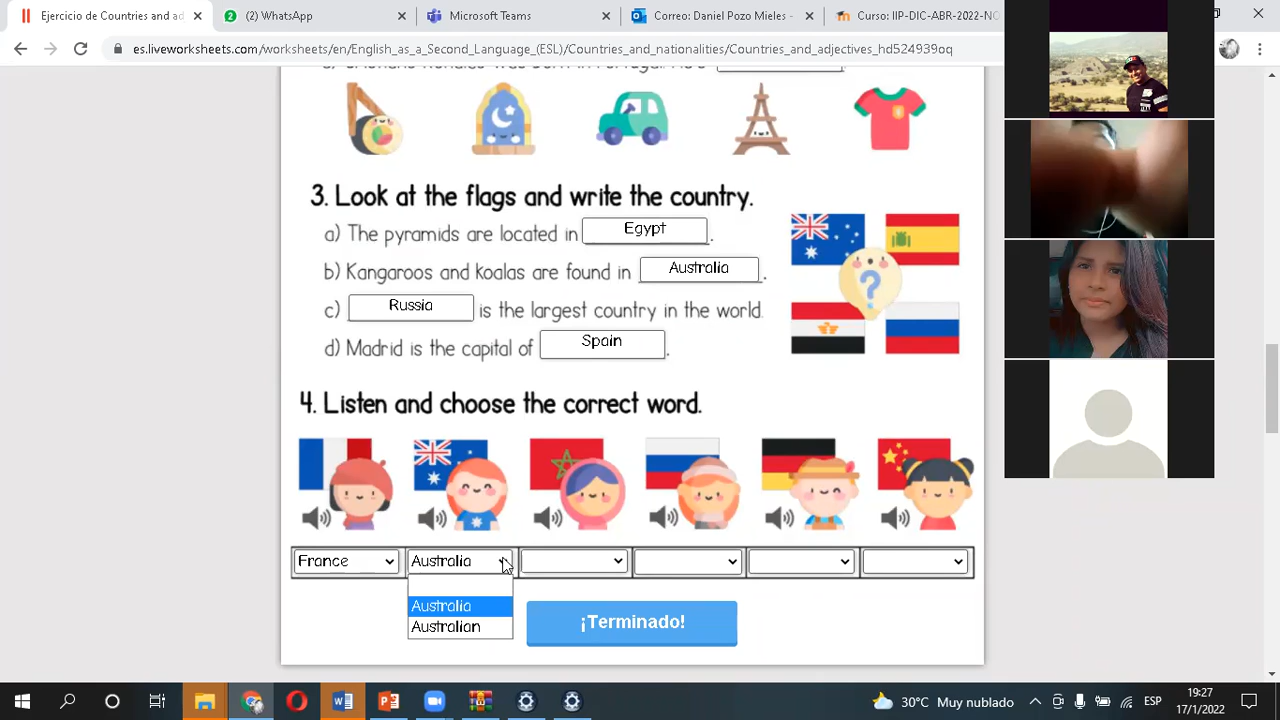 Ejercicio de Countries and ad
(2) WhatsApp
Microsoft Teams
Correo: Daniel Pozo Mieles -
Curso: IIP-DIC-ABR-2022-NO
es.liveworksheets.com/worksheets/en/English_as_a_Second_Language_(ESL)/Countries_and_nationalities/Countries_and_adjectives_hd524939oq
3. Look at the flags and write the country.
a) The pyramids are located in Egypt.
b) Kangaroos and koalas are found in Australia.
c) Russia is the largest country in the world.
d) Madrid is the capital of Spain.
4. Listen and choose the correct word.
France Australia
Australia
Australian
¡Terminado!
30°C Muy nublado
ESP
19:27
17/1/2022